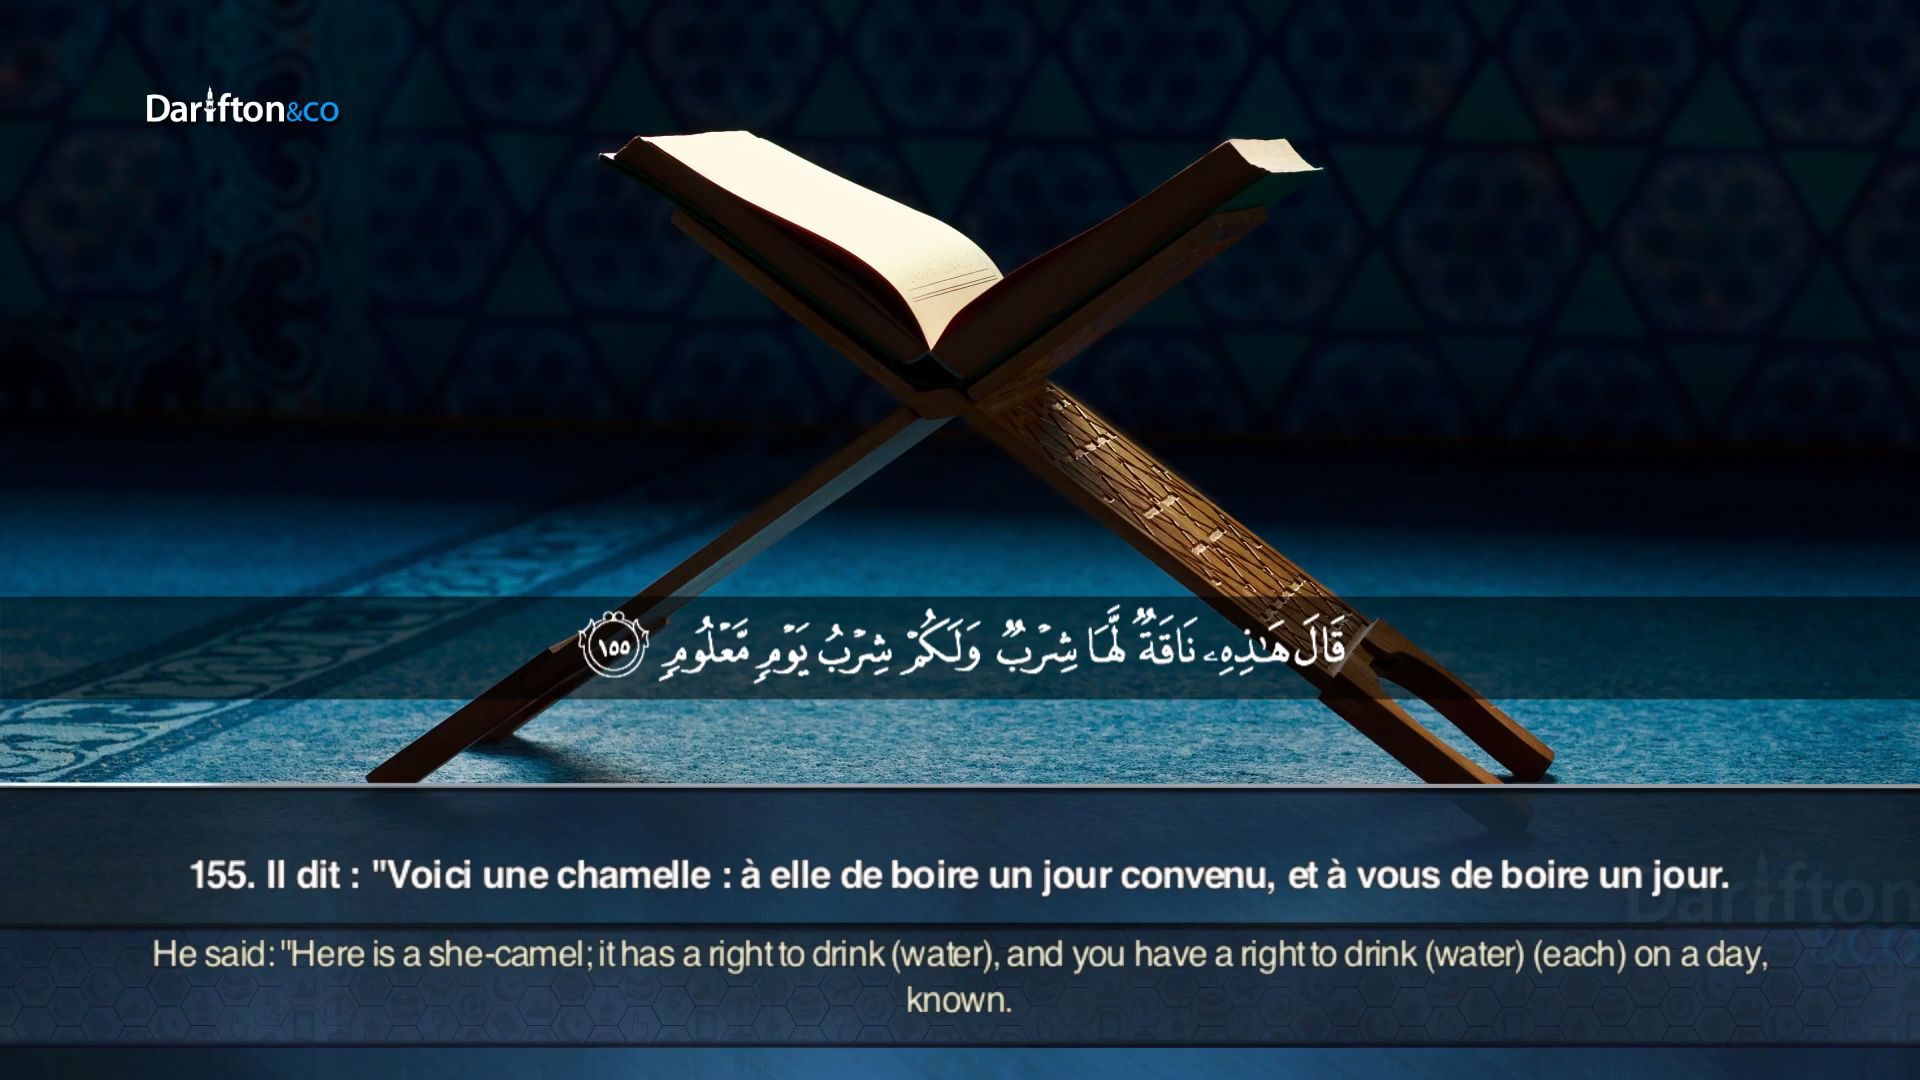 Darifton&co
قَالَ هَـٰذِهِۦ نَاقَةٌ لَّهَا شِرْبٌ وَلَكُمْ شِرْبُ يَوْمٍ مَّعْلُومٍ ١٥٥
155. Il dit : "Voici une chamelle : à elle de boire un jour convenu, et à vous de boire un jour.
Darifton
&co
He said: "Here is a she-camel; it has a right to drink (water), and you have a right to drink (water) (each) on a day,
known.